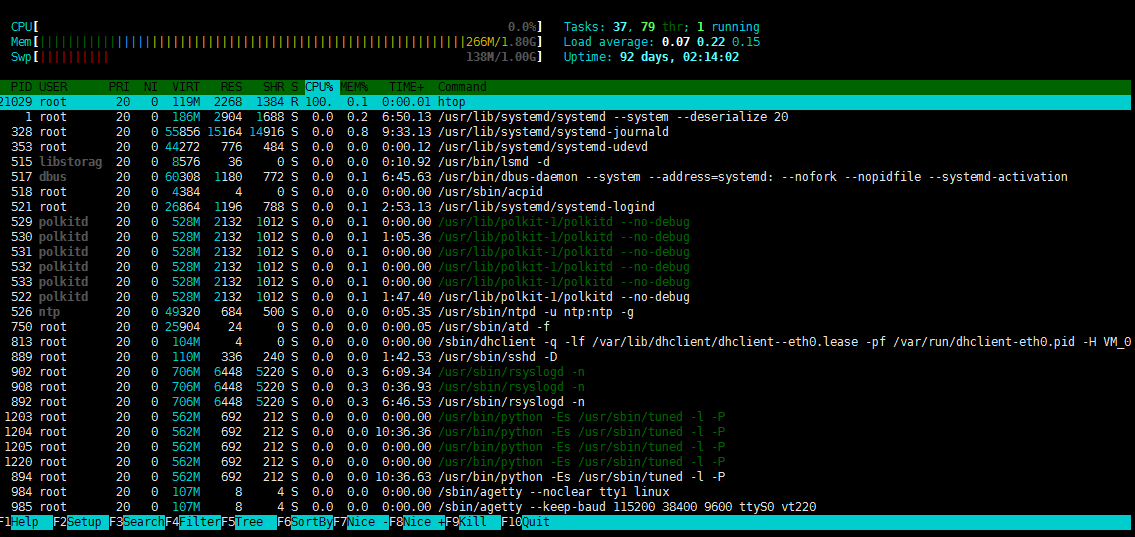 CPU[ 0.0%] Tasks: 37, 79 thr; 1 running
Mem[||||||||||||||||||||||||||||||||||||||||||||||||||||||||||||266M/1.80G] Load average: 0.07 0.22 0.15
Swp[|||||||||| 138M/1.00G] Uptime: 92 days, 02:14:02
PID USER PRI NI VIRT RES SHR S CPU% MEM% TIME+ Command
21029 root 20 0 119M 2268 1384 R 100. 0.1 0:00.01 htop
1 root 20 0 186M 2904 1688 S 0.0 0.2 6:50.13 /usr/lib/systemd/systemd --system --deserialize 20
328 root 20 0 55856 15164 14916 S 0.0 0.8 9:33.13 /usr/lib/systemd/systemd-journald
353 root 20 0 44272 776 484 S 0.0 0.0 0:00.12 /usr/lib/systemd/systemd-udevd
515 libstorag 20 0 8576 36 0 S 0.0 0.0 0:10.92 /usr/bin/lsmd -d
517 dbus 20 0 60308 1180 772 S 0.0 0.1 6:45.63 /usr/bin/dbus-daemon --system --address=systemd: --nofork --nopidfile --systemd-activation
518 root 20 0 4384 4 0 S 0.0 0.0 0:00.00 /usr/sbin/acpid
521 root 20 0 26864 1196 788 S 0.0 0.1 2:53.13 /usr/lib/systemd/systemd-logind
529 polkitd 20 0 528M 2132 1012 S 0.0 0.1 0:00.00 /usr/lib/polkit-1/polkitd --no-debug
530 polkitd 20 0 528M 2132 1012 S 0.0 0.1 1:05.36 /usr/lib/polkit-1/polkitd --no-debug
531 polkitd 20 0 528M 2132 1012 S 0.0 0.1 0:00.00 /usr/lib/polkit-1/polkitd --no-debug
532 polkitd 20 0 528M 2132 1012 S 0.0 0.1 0:00.00 /usr/lib/polkit-1/polkitd --no-debug
533 polkitd 20 0 528M 2132 1012 S 0.0 0.1 0:00.00 /usr/lib/polkit-1/polkitd --no-debug
522 polkitd 20 0 528M 2132 1012 S 0.0 0.1 1:47.40 /usr/lib/polkit-1/polkitd --no-debug
526 ntp 20 0 49320 684 500 S 0.0 0.0 0:05.35 /usr/sbin/ntpd -u ntp:ntp -g
750 root 20 0 25904 24 0 S 0.0 0.0 0:00.05 /usr/sbin/atd -f
813 root 20 0 104M 4 0 S 0.0 0.0 0:00.00 /sbin/dhclient -q -lf /var/lib/dhclient/dhclient--eth0.lease -pf /var/run/dhclient-eth0.pid -H VM_0
889 root 20 0 110M 336 240 S 0.0 0.0 1:42.53 /usr/sbin/sshd -D
902 root 20 0 706M 6448 5220 S 0.0 0.3 6:09.34 /usr/sbin/rsyslogd -n
908 root 20 0 706M 6448 5220 S 0.0 0.3 0:36.93 /usr/sbin/rsyslogd -n
892 root 20 0 706M 6448 5220 S 0.0 0.3 6:46.53 /usr/sbin/rsyslogd -n
1203 root 20 0 562M 692 212 S 0.0 0.0 0:00.00 /usr/bin/python -Es /usr/sbin/tuned -l -P
1204 root 20 0 562M 692 212 S 0.0 0.0 10:36.36 /usr/bin/python -Es /usr/sbin/tuned -l -P
1205 root 20 0 562M 692 212 S 0.0 0.0 0:00.00 /usr/bin/python -Es /usr/sbin/tuned -l -P
1220 root 20 0 562M 692 212 S 0.0 0.0 0:00.00 /usr/bin/python -Es /usr/sbin/tuned -l -P
894 root 20 0 562M 692 212 S 0.0 0.0 10:36.63 /usr/bin/python -Es /usr/sbin/tuned -l -P
984 root 20 0 107M 8 4 S 0.0 0.0 0:00.00 /sbin/agetty --noclear tty1 linux
985 root 20 0 107M 8 4 S 0.0 0.0 0:00.00 /sbin/agetty --keep-baud 115200 38400 9600 ttyS0 vt220
F1Help F2Setup F3SearchF4FilterF5Tree F6SortByF7Nice -F8Nice +F9Kill F10Quit